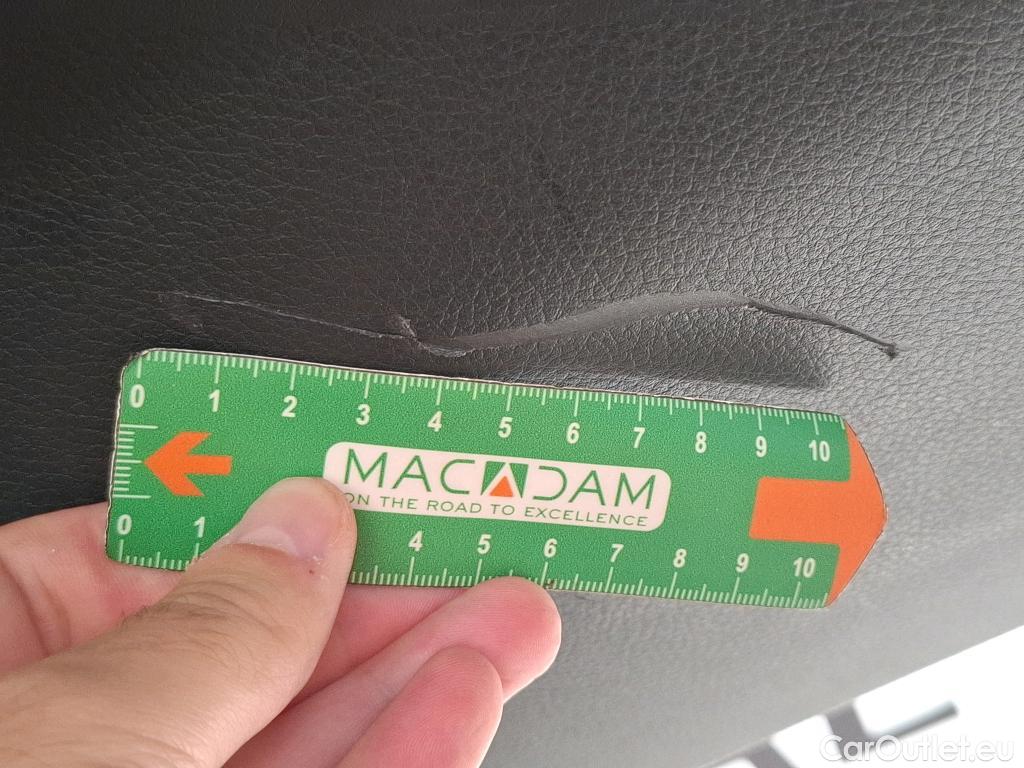 0 1 2 3 4 5 6 7 8 9 10
MACADAM
ON THE ROAD TO EXCELLENCE
0 1 4 5 6 7 8 9 10
CarOutlet.eu